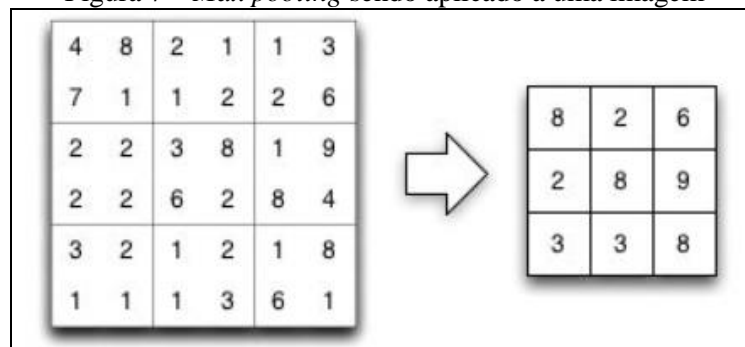 Figura 7 – Max pooling sendo aplicado a uma imagem
4 8 2 1 1 3
7 1 1 2 2 6
2 2 3 8 1 9
2 2 6 2 8 4
3 2 1 2 1 8
1 1 1 3 6 1
8 2 6
2 8 9
3 3 8